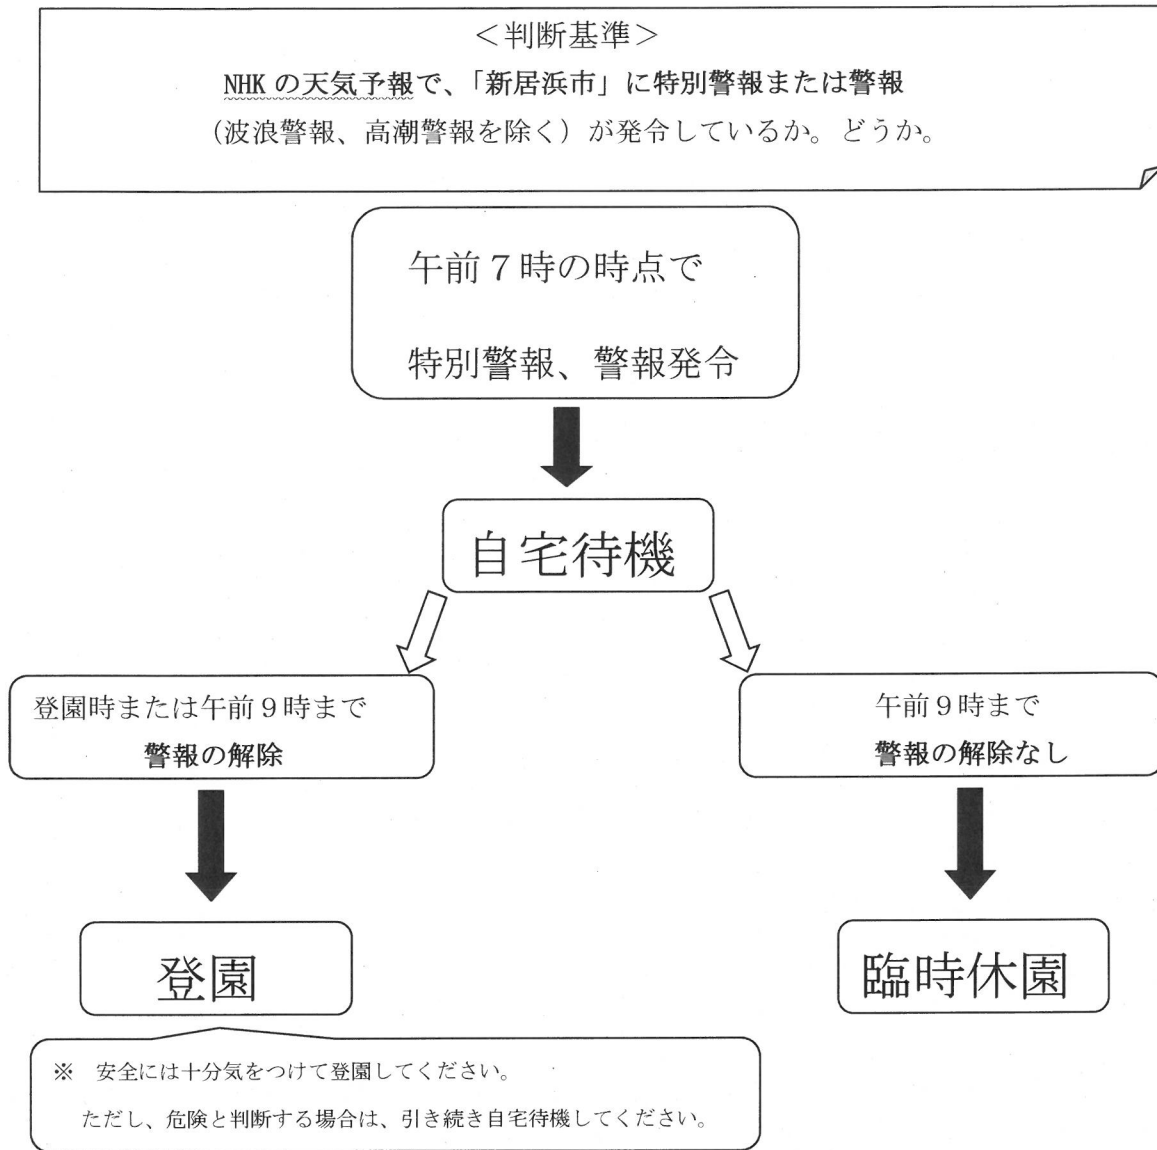 ＜判断基準＞
NHKの天気予報で、「新居浜市」に特別警報または警報
（波浪警報、高潮警報を除く）が発令しているか。どうか。
午前７時の時点で
特別警報、警報発令
自宅待機
登園時または午前９時まで
警報の解除
午前９時まで
警報の解除なし
登園
臨時休園
※　安全には十分気をつけて登園してください。
ただし、危険と判断する場合は、引き続き自宅待機してください。